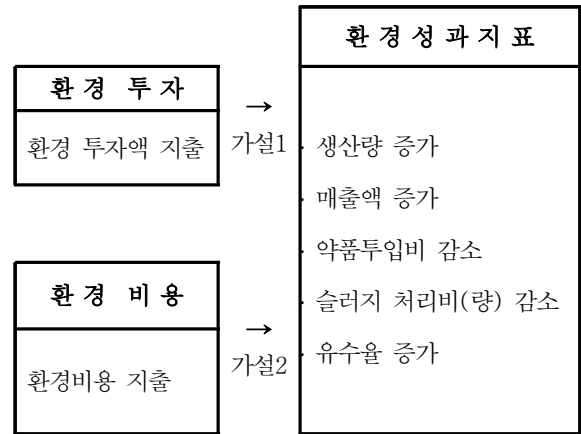 환 경 투 자
환경 투자액 지출
→
가설1
환 경 비 용
환경비용 지출
→
가설2
환 경 성 과 지 표
· 생산량 증가
· 매출액 증가
· 약품투입비 감소
· 슬러지 처리비(량) 감소
· 유수율 증가